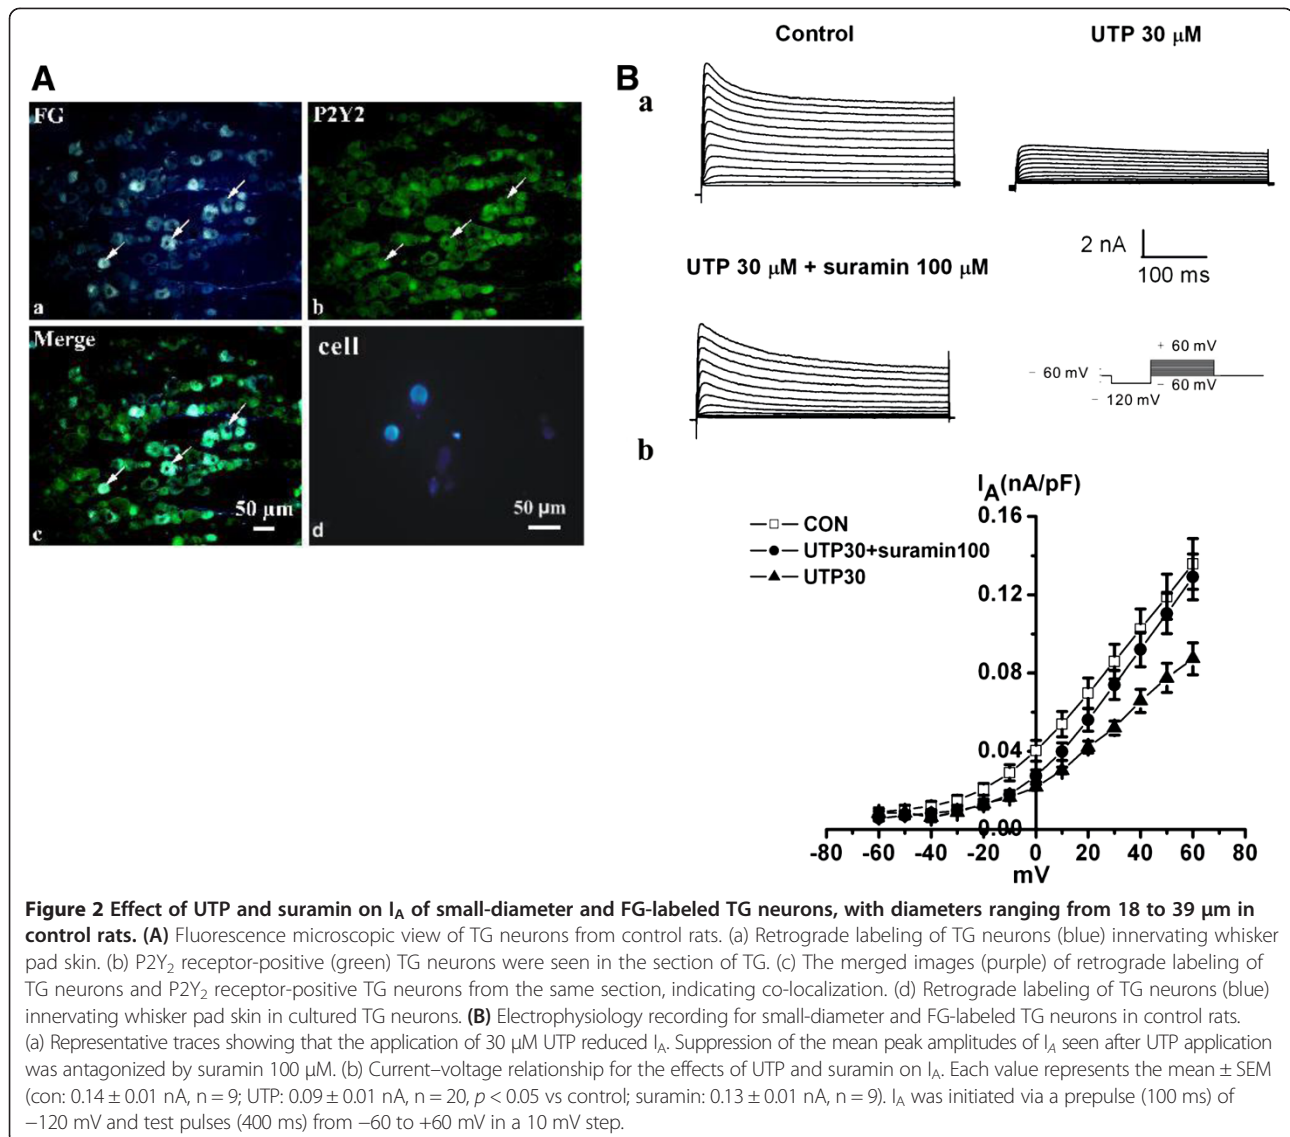 A
FG
a
P2Y2
b
Merge
50 µm
c
cell
50 µm
d
B
a
Control
UTP 30 µM
2 nA
100 ms
UTP 30 µM + suramin 100 µM
+ 60 mV
− 60 mV
− 60 mV
− 120 mV
b
I_A(nA/pF)
CON
UTP30+suramin100
UTP30
0.16
0.12
0.08
0.04
0.00
-80 -60 -40 -20 0 20 40 60 80
mV
Figure 2 Effect of UTP and suramin on I_A of small-diameter and FG-labeled TG neurons, with diameters ranging from 18 to 39 µm in
control rats. (A) Fluorescence microscopic view of TG neurons from control rats. (a) Retrograde labeling of TG neurons (blue) innervating whisker
pad skin. (b) P2Y₂ receptor-positive (green) TG neurons were seen in the section of TG. (c) The merged images (purple) of retrograde labeling of
TG neurons and P2Y₂ receptor-positive TG neurons from the same section, indicating co-localization. (d) Retrograde labeling of TG neurons (blue)
innervating whisker pad skin in cultured TG neurons. (B) Electrophysiology recording for small-diameter and FG-labeled TG neurons in control rats.
(a) Representative traces showing that the application of 30 µM UTP reduced I_A. Suppression of the mean peak amplitudes of I_A seen after UTP application
was antagonized by suramin 100 µM. (b) Current–voltage relationship for the effects of UTP and suramin on I_A. Each value represents the mean ± SEM
(con: 0.14 ± 0.01 nA, n = 9; UTP: 0.09 ± 0.01 nA, n = 20, p < 0.05 vs control; suramin: 0.13 ± 0.01 nA, n = 9). I_A was initiated via a prepulse (100 ms) of
−120 mV and test pulses (400 ms) from −60 to +60 mV in a 10 mV step.